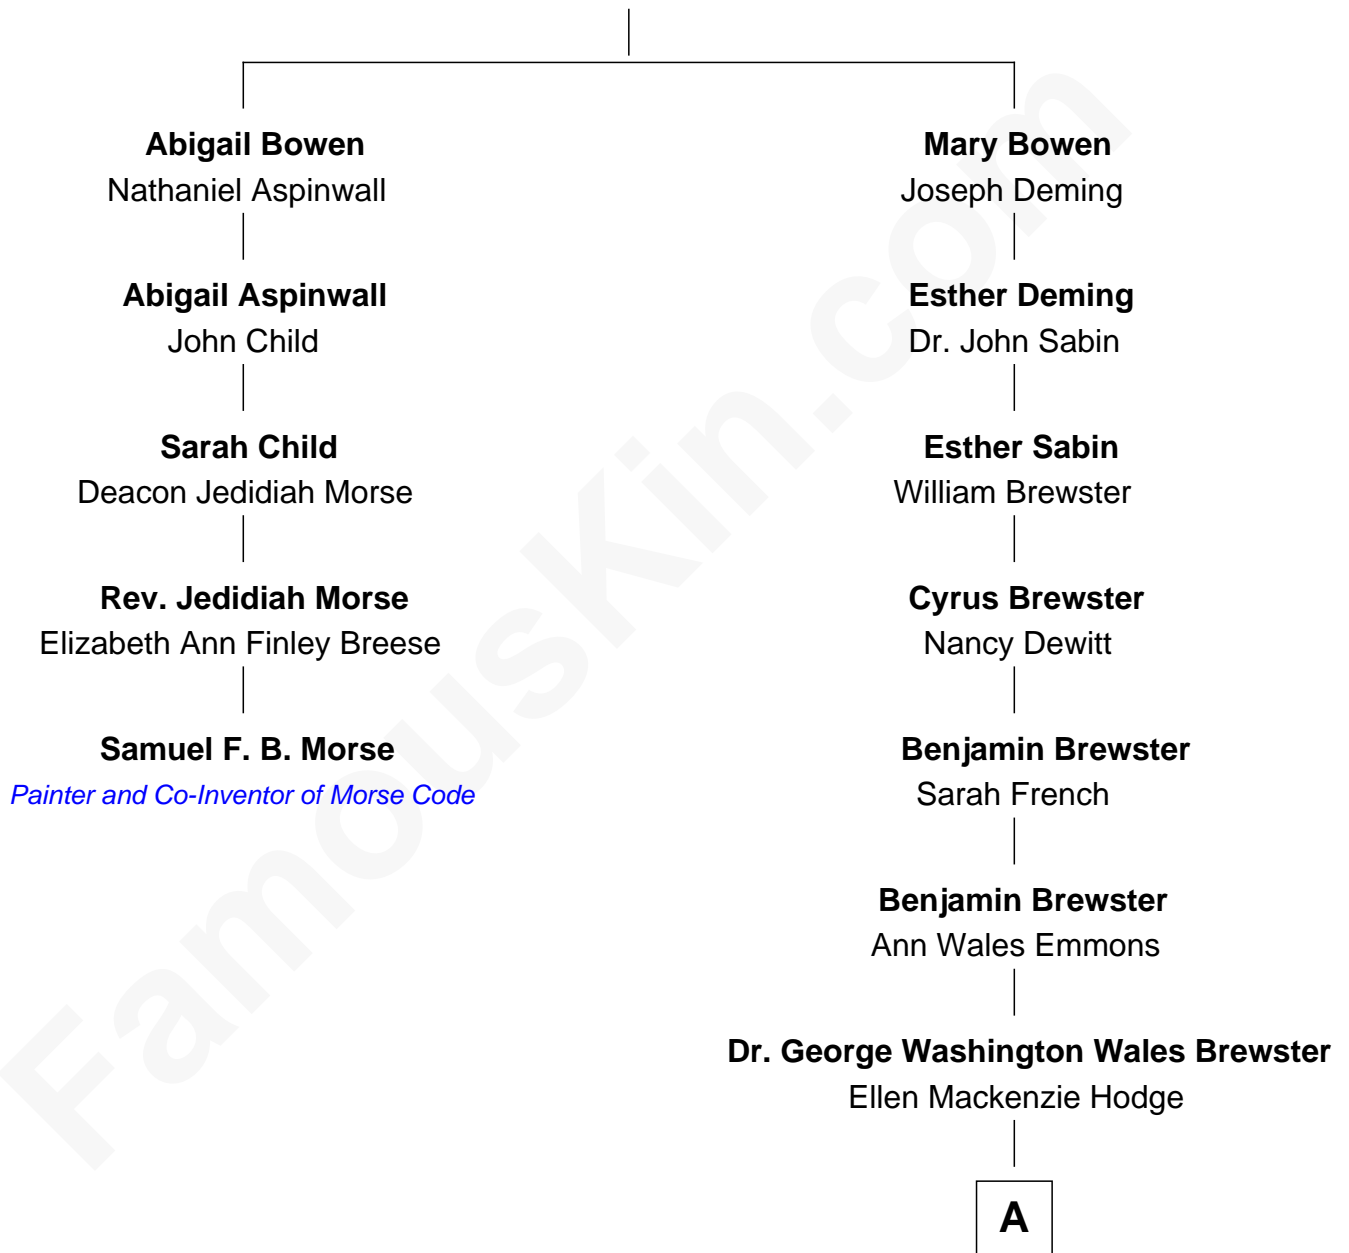 Abigail Bowen
Nathaniel Aspinwall
Abigail Aspinwall
John Child
Sarah Child
Deacon Jedidiah Morse
Rev. Jedidiah Morse
Elizabeth Ann Finley Breese
Samuel F. B. Morse
Painter and Co-Inventor of Morse Code
Mary Bowen
Joseph Deming
Esther Deming
Dr. John Sabin
Esther Sabin
William Brewster
Cyrus Brewster
Nancy Dewitt
Benjamin Brewster
Sarah French
Benjamin Brewster
Ann Wales Emmons
Dr. George Washington Wales Brewster
Ellen Mackenzie Hodge
A
FamousKin.com